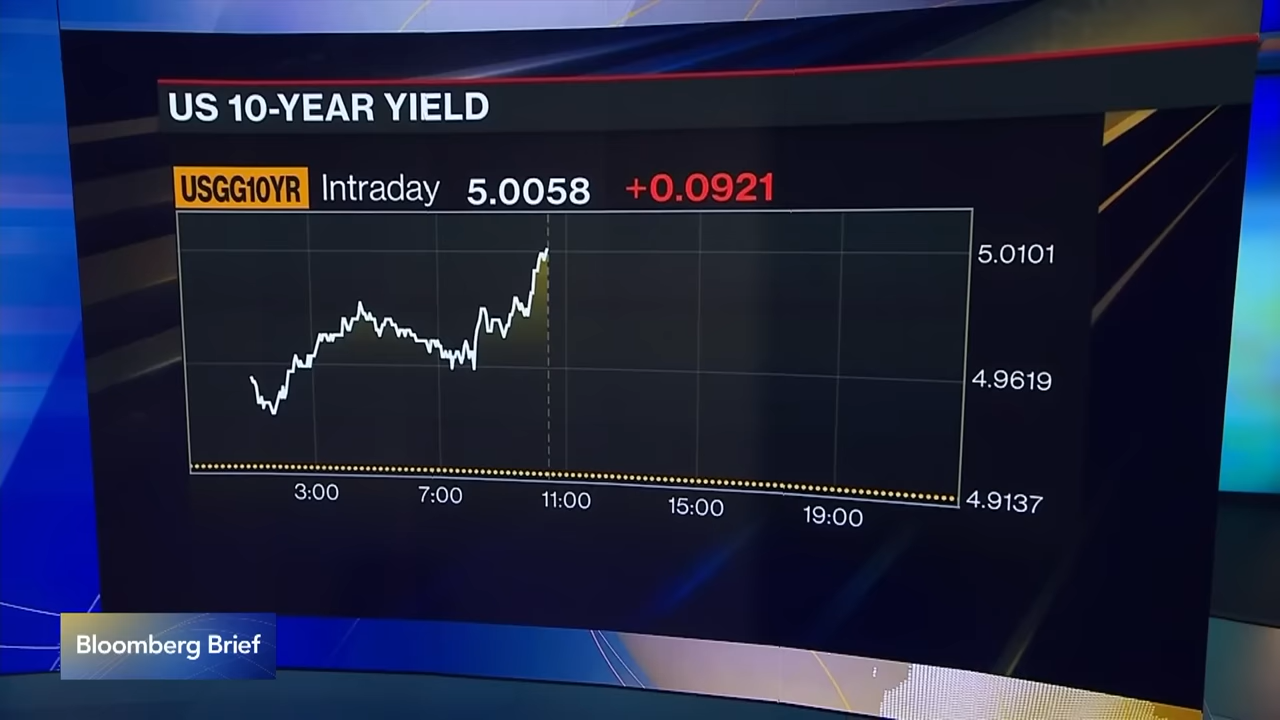 US 10-YEAR YIELD
USGG10YR Intraday 5.0058 +0.0921
5.0101
4.9619
4.9137
3:00 7:00 11:00 15:00 19:00
Bloomberg Brief